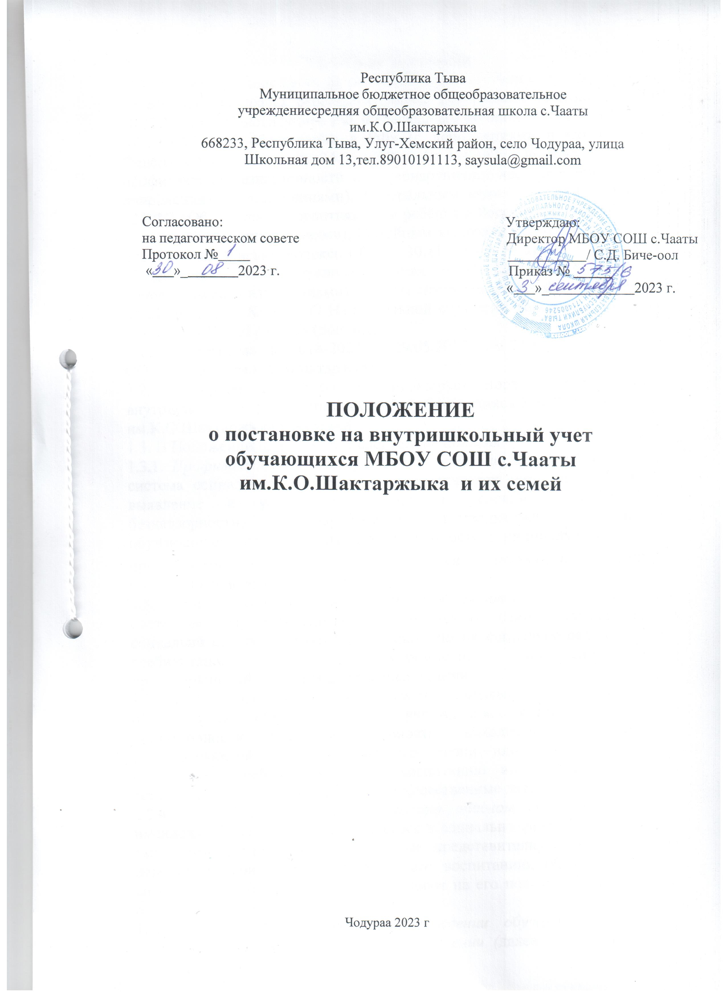 Республика Тыва
Муниципальное бюджетное общеобразовательное
учреждениесредняя общеобразовательная школа с.Чааты
им.К.О.Шактаржыка
668233, Республика Тыва, Улуг-Хемский район, село Чодураа, улица
Школьная дом 13,тел.89010191113, saysula@gmail.com
Согласовано:
на педагогическом совете
Протокол № 1
«30» 08 2023 г.
Утверждаю:
Директор МБОУ СОШ с.Чааты
/ С.Д. Биче-оол
Приказ № 575/6
«3» сентября 2023 г.
ПОЛОЖЕНИЕ
о постановке на внутришкольный учет
обучающихся МБОУ СОШ с.Чааты
им.К.О.Шактаржыка и их семей
Чодураа 2023 г